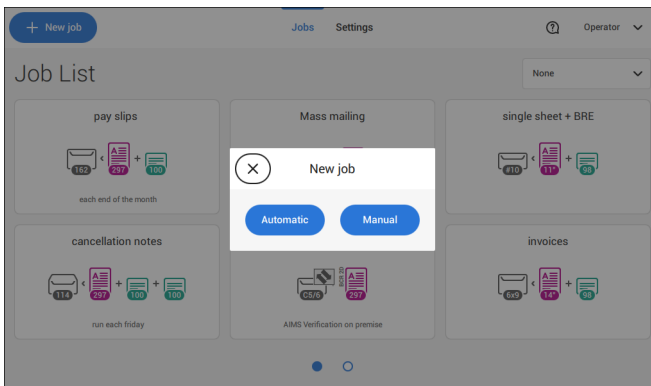 + New job
Jobs
Settings
Operator
Job List
None
pay slips
162
A
297
100
each end of the month
Mass mailing
single sheet + BRE
#10
A
11"
98
New job
Automatic
Manual
cancellation notes
114
A
297
100
100
run each friday
C5/6
BCR 2D
A
297
AIMS Verification on premise
invoices
6x9
A
14"
98